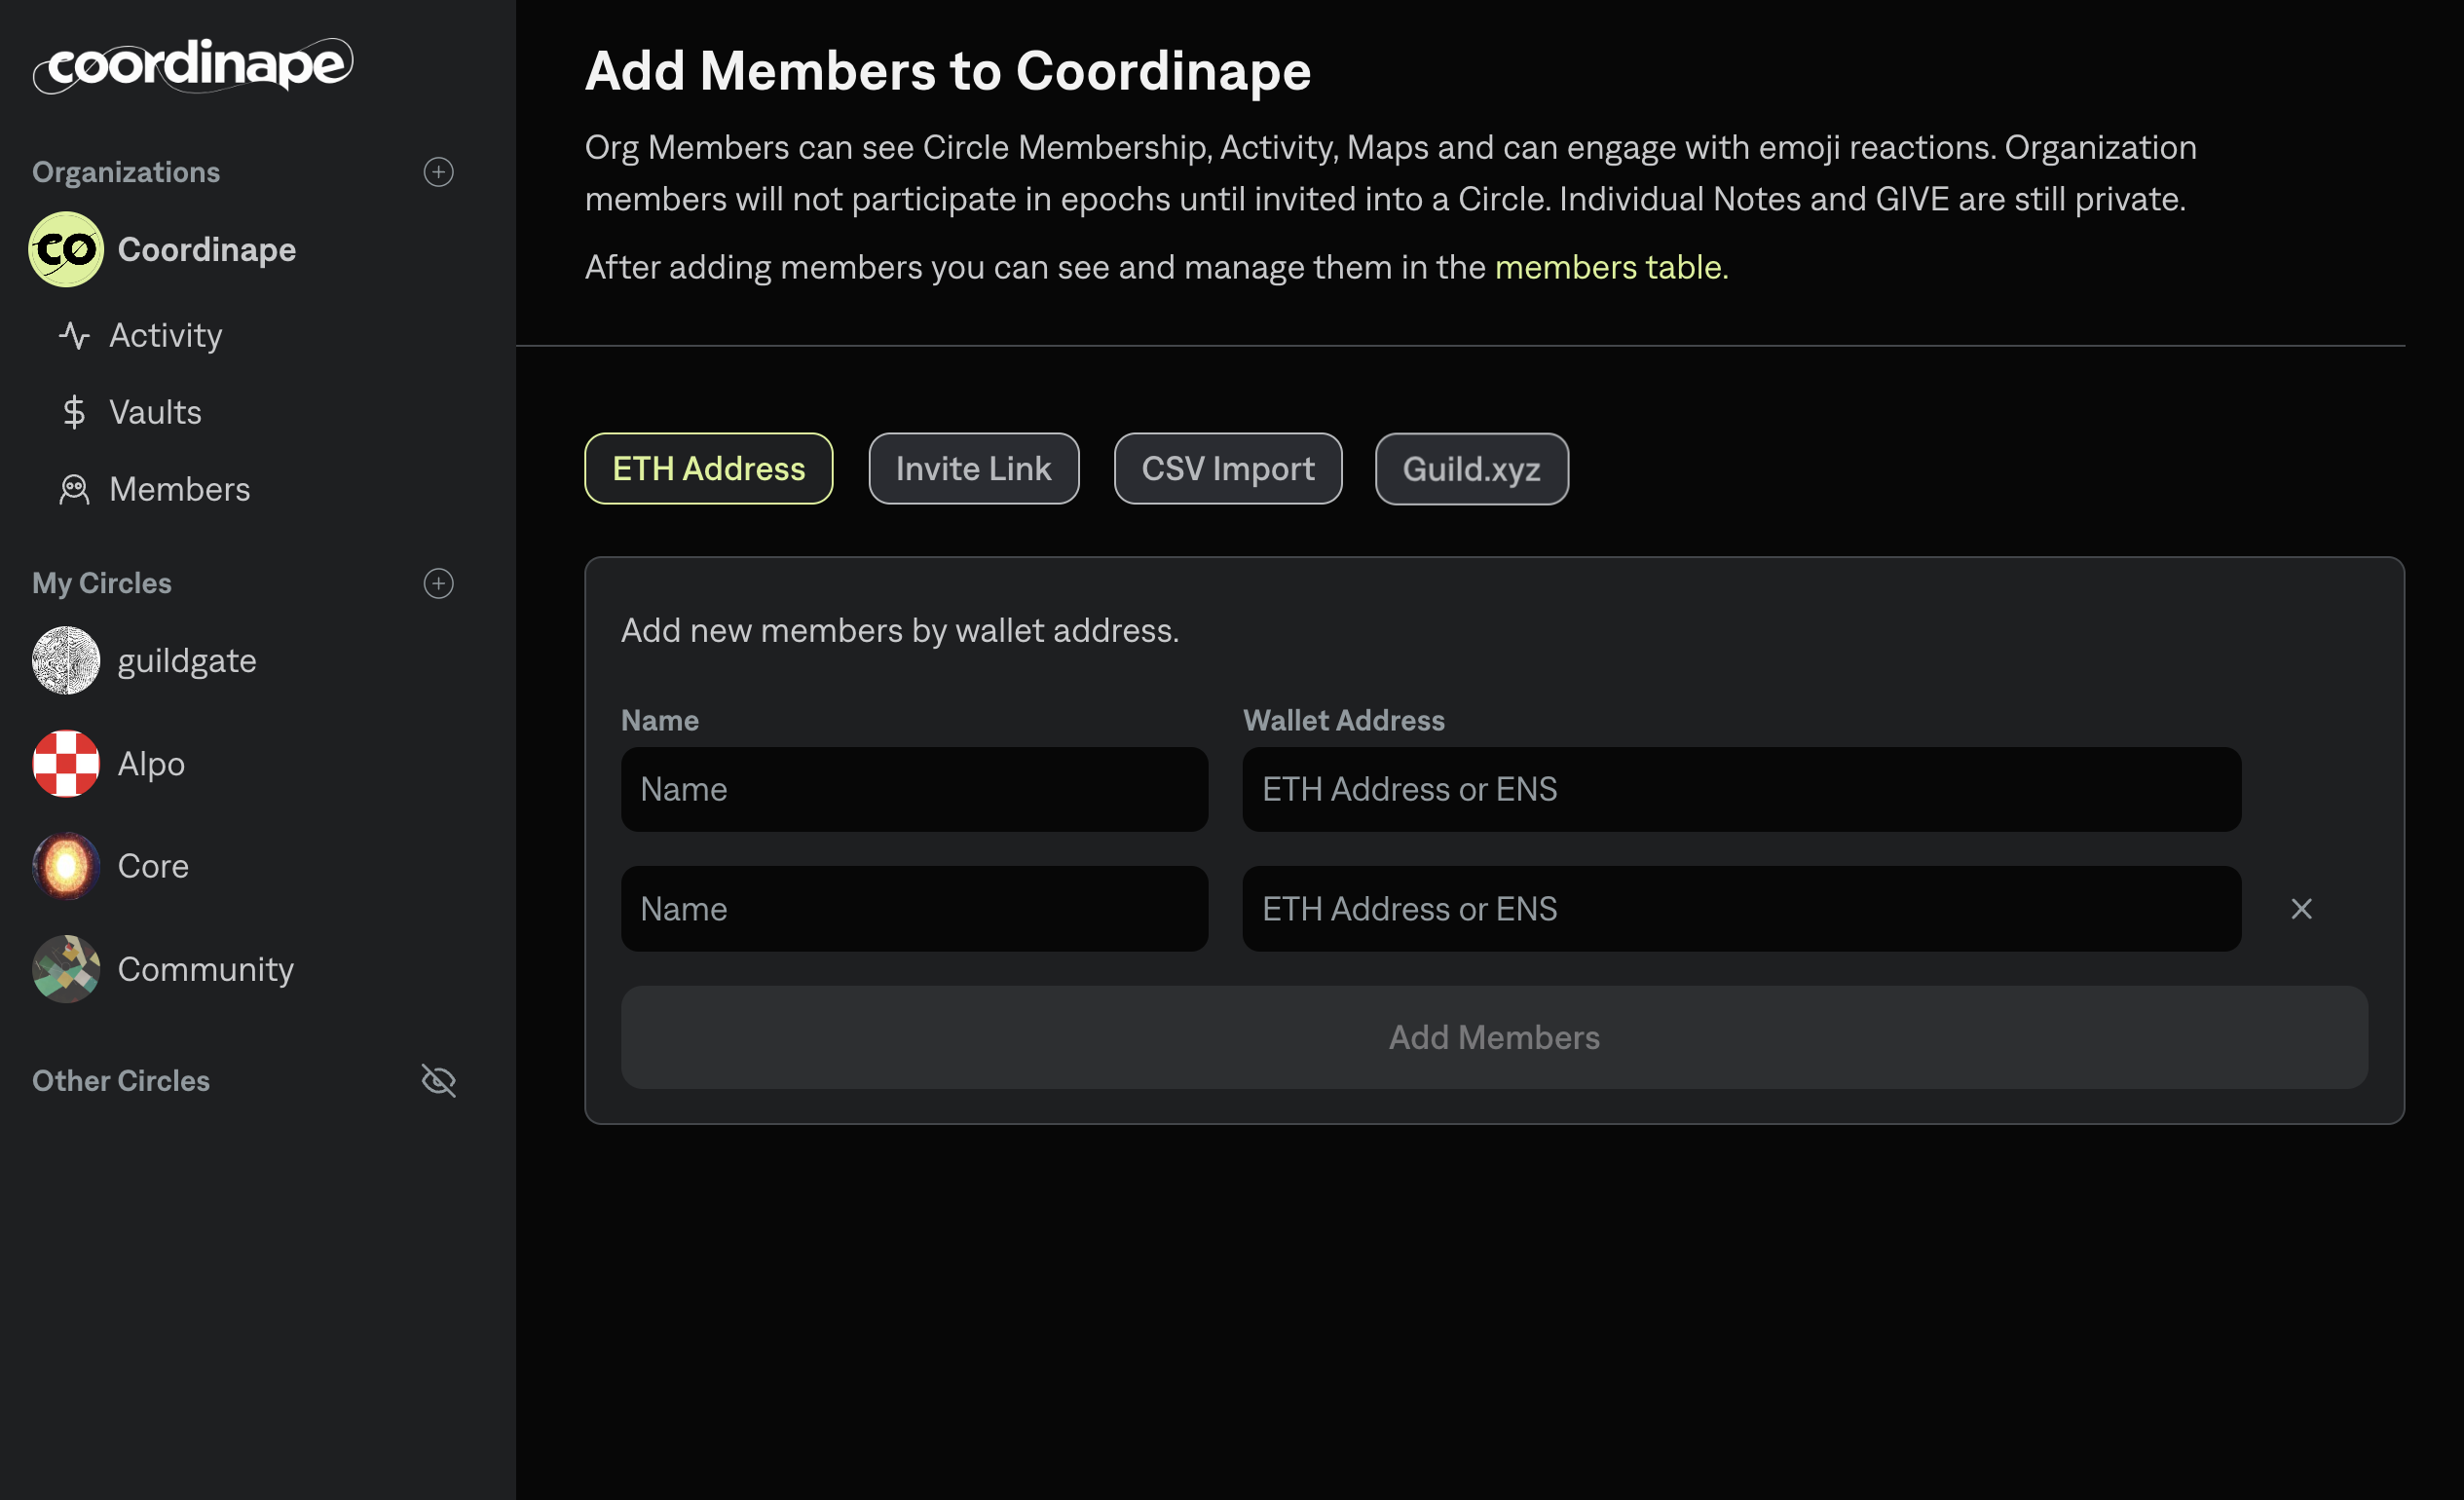 coordinape
Organizations
CO
Coordinape
Activity
Vaults
Members
My Circles
guildgate
Alpo
Core
Community
Other Circles
Add Members to Coordinape
Org Members can see Circle Membership, Activity, Maps and can engage with emoji reactions. Organization
members will not participate in epochs until invited into a Circle. Individual Notes and GIVE are still private.
After adding members you can see and manage them in the members table.
ETH Address
Invite Link
CSV Import
Guild.xyz
Add new members by wallet address.
Name
Wallet Address
Name
ETH Address or ENS
Name
ETH Address or ENS
Add Members